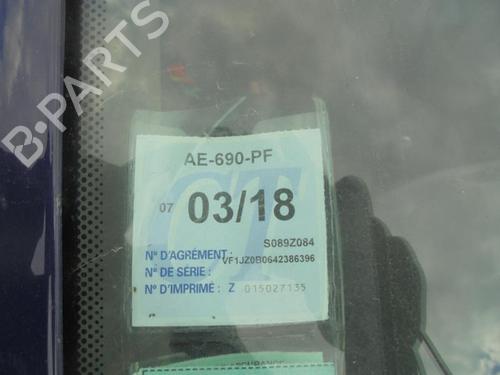 B-PARTS
AE-690-PF
CT
07 03/18
S089Z084
N° D'AGRÉMENT :
VF1JZ0B0642386396
N° DE SÉRIE :
N° D'IMPRIMÉ : Z 015027135